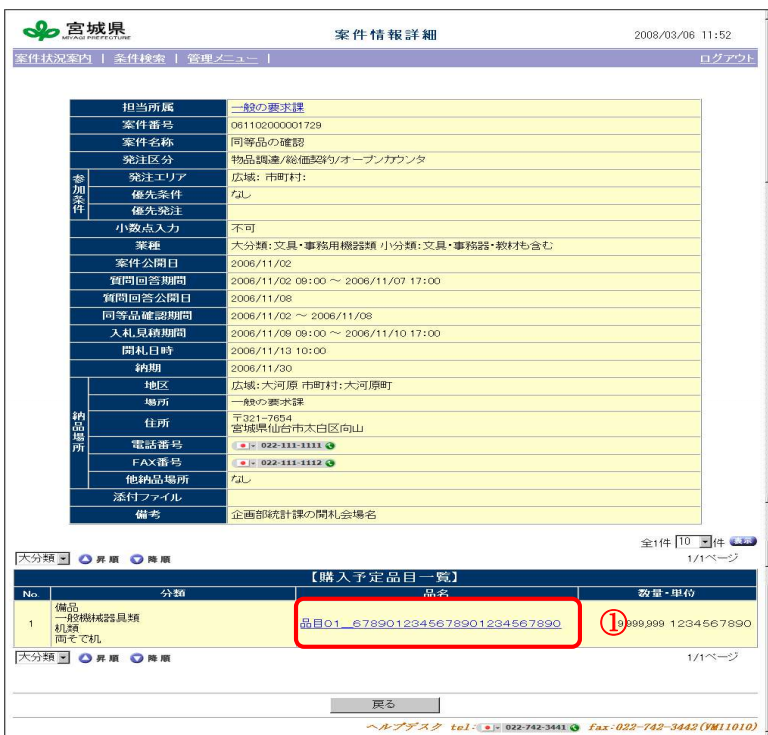 宮城県
MIYAGI PREFECTURE
案件情報詳細
2008/03/06 11:52
案件状況案内 | 条件検索 | 管理メニュー |
ログアウト
担当所属 一般の要求課
案件番号 061102000001729
案件名称 同等品の確認
発注区分 物品調達/総価契約/オープンカウンタ
参加条件
発注エリア 広域: 市町村:
優先条件 なし
優先発注
小数点入力 不可
業種 大分類:文具・事務用機器類 小分類:文具・事務器・教材も含む
案件公開日 2006/11/02
質問回答期間 2006/11/02 09:00 ～ 2006/11/07 17:00
質問回答公開日 2006/11/08
同等品確認期間 2006/11/02 ～ 2006/11/08
入札見積期間 2006/11/09 09:00 ～ 2006/11/10 17:00
開札日時 2006/11/13 10:00
納期 2006/11/30
納品場所
地区 広域:大河原 市町村:大河原町
場所 一般の要求課
住所 〒321-7654
宮城県仙台市太白区向山
電話番号 022-111-1111
FAX番号 022-111-1112
他納品場所 なし
添付ファイル
備考 企画部統計課の開札会場名
全1件 10 件 表示
大分類 昇順 降順 1/1ページ
【購入予定品目一覧】
No. 分類 品名 数量・単位
備品
一般機械器具類
机類
両そで机
1 品目01__678901234567890 1234567890 ① 9,999,999 1234567890
大分類 昇順 降順 1/1ページ
戻る
ヘルプデスク tel: 022-742-3441 fax:022-742-3442(VM11010)